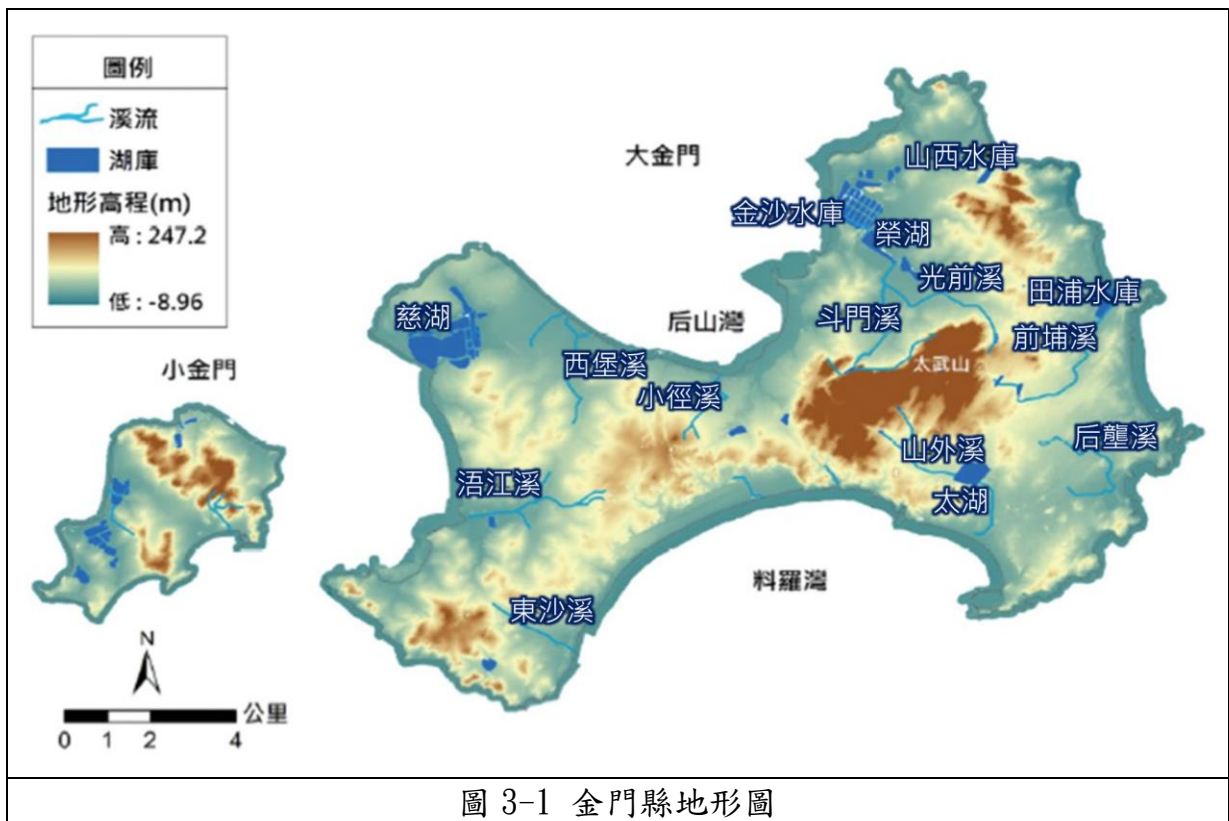 圖例
溪流
湖庫
地形高程(m)
高：247.2
低：-8.96
大金門
山西水庫
金沙水庫
榮湖
光前溪
田浦水庫
慈湖
后山灣
斗門溪
前埔溪
太武山
西堡溪
小徑溪
小金門
山外溪
后壟溪
浯江溪
太湖
料羅灣
東沙溪
N
公里
0 1 2 4
圖 3-1 金門縣地形圖